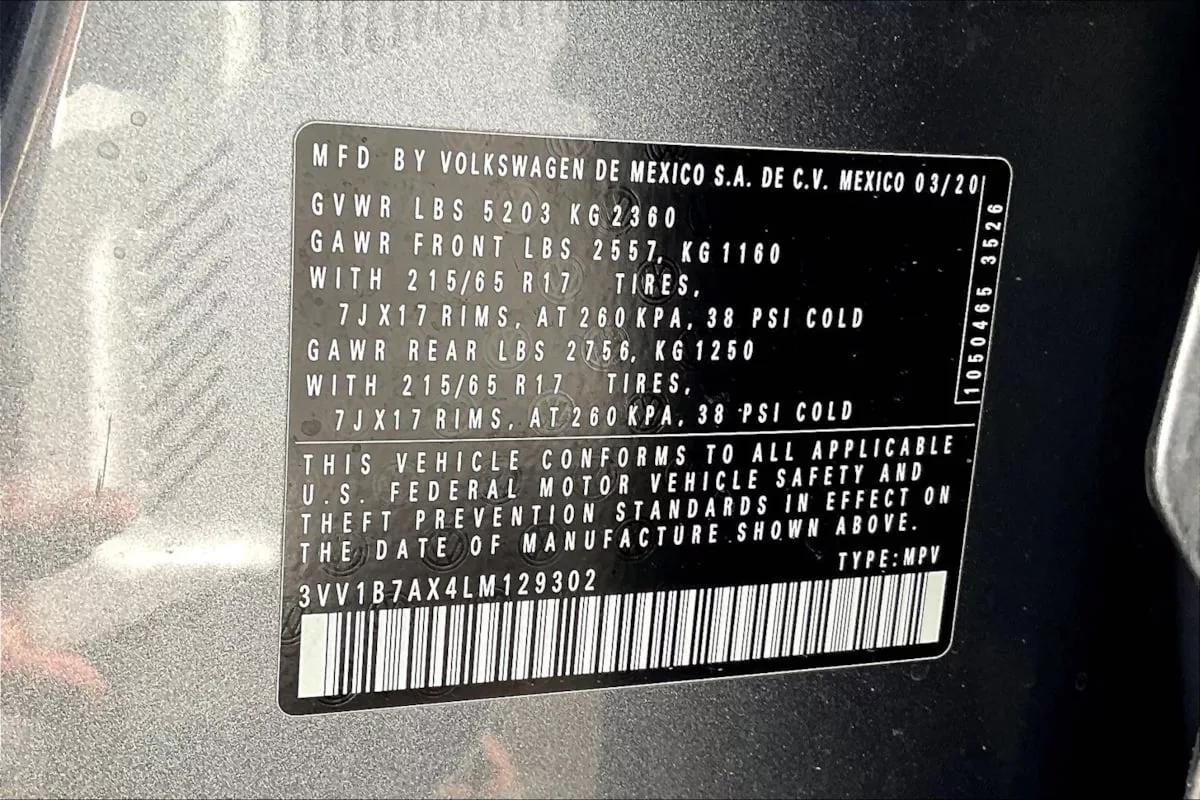 MFD BY VOLKSWAGEN DE MEXICO S.A. DE C.V. MEXICO 03/20
GVWR LBS 5203 KG 2360
GAWR FRONT LBS 2557, KG 1160
WITH 215/65 R17 TIRES,
7JX17 RIMS, AT 260 KPA, 38 PSI COLD
GAWR REAR LBS 2756, KG 1250
WITH 215/65 R17 TIRES,
7JX17 RIMS, AT 260 KPA, 38 PSI COLD
1050465 3526
THIS VEHICLE CONFORMS TO ALL APPLICABLE
U.S. FEDERAL MOTOR VEHICLE SAFETY AND
THEFT PREVENTION STANDARDS IN EFFECT ON
THE DATE OF MANUFACTURE SHOWN ABOVE.
TYPE: MPV
3VV1B7AX4LM129302